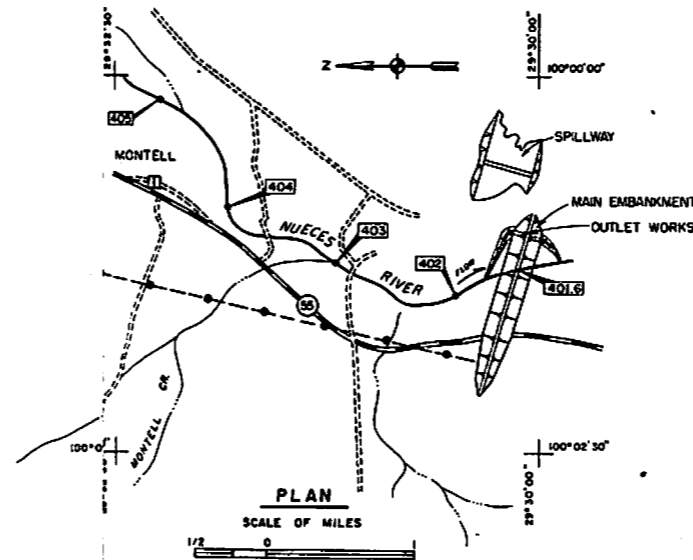 29°32'30"
Z
29°30'00"
100°00'00"
405
SPILLWAY
MONTELL
404
MAIN EMBANKMENT
OUTLET WORKS
NUECES
403
RIVER
402
FLOW
401.6
55
MONTELL CR.
100°02'30"
29°30'00"
PLAN
SCALE OF MILES
1/2 0 1